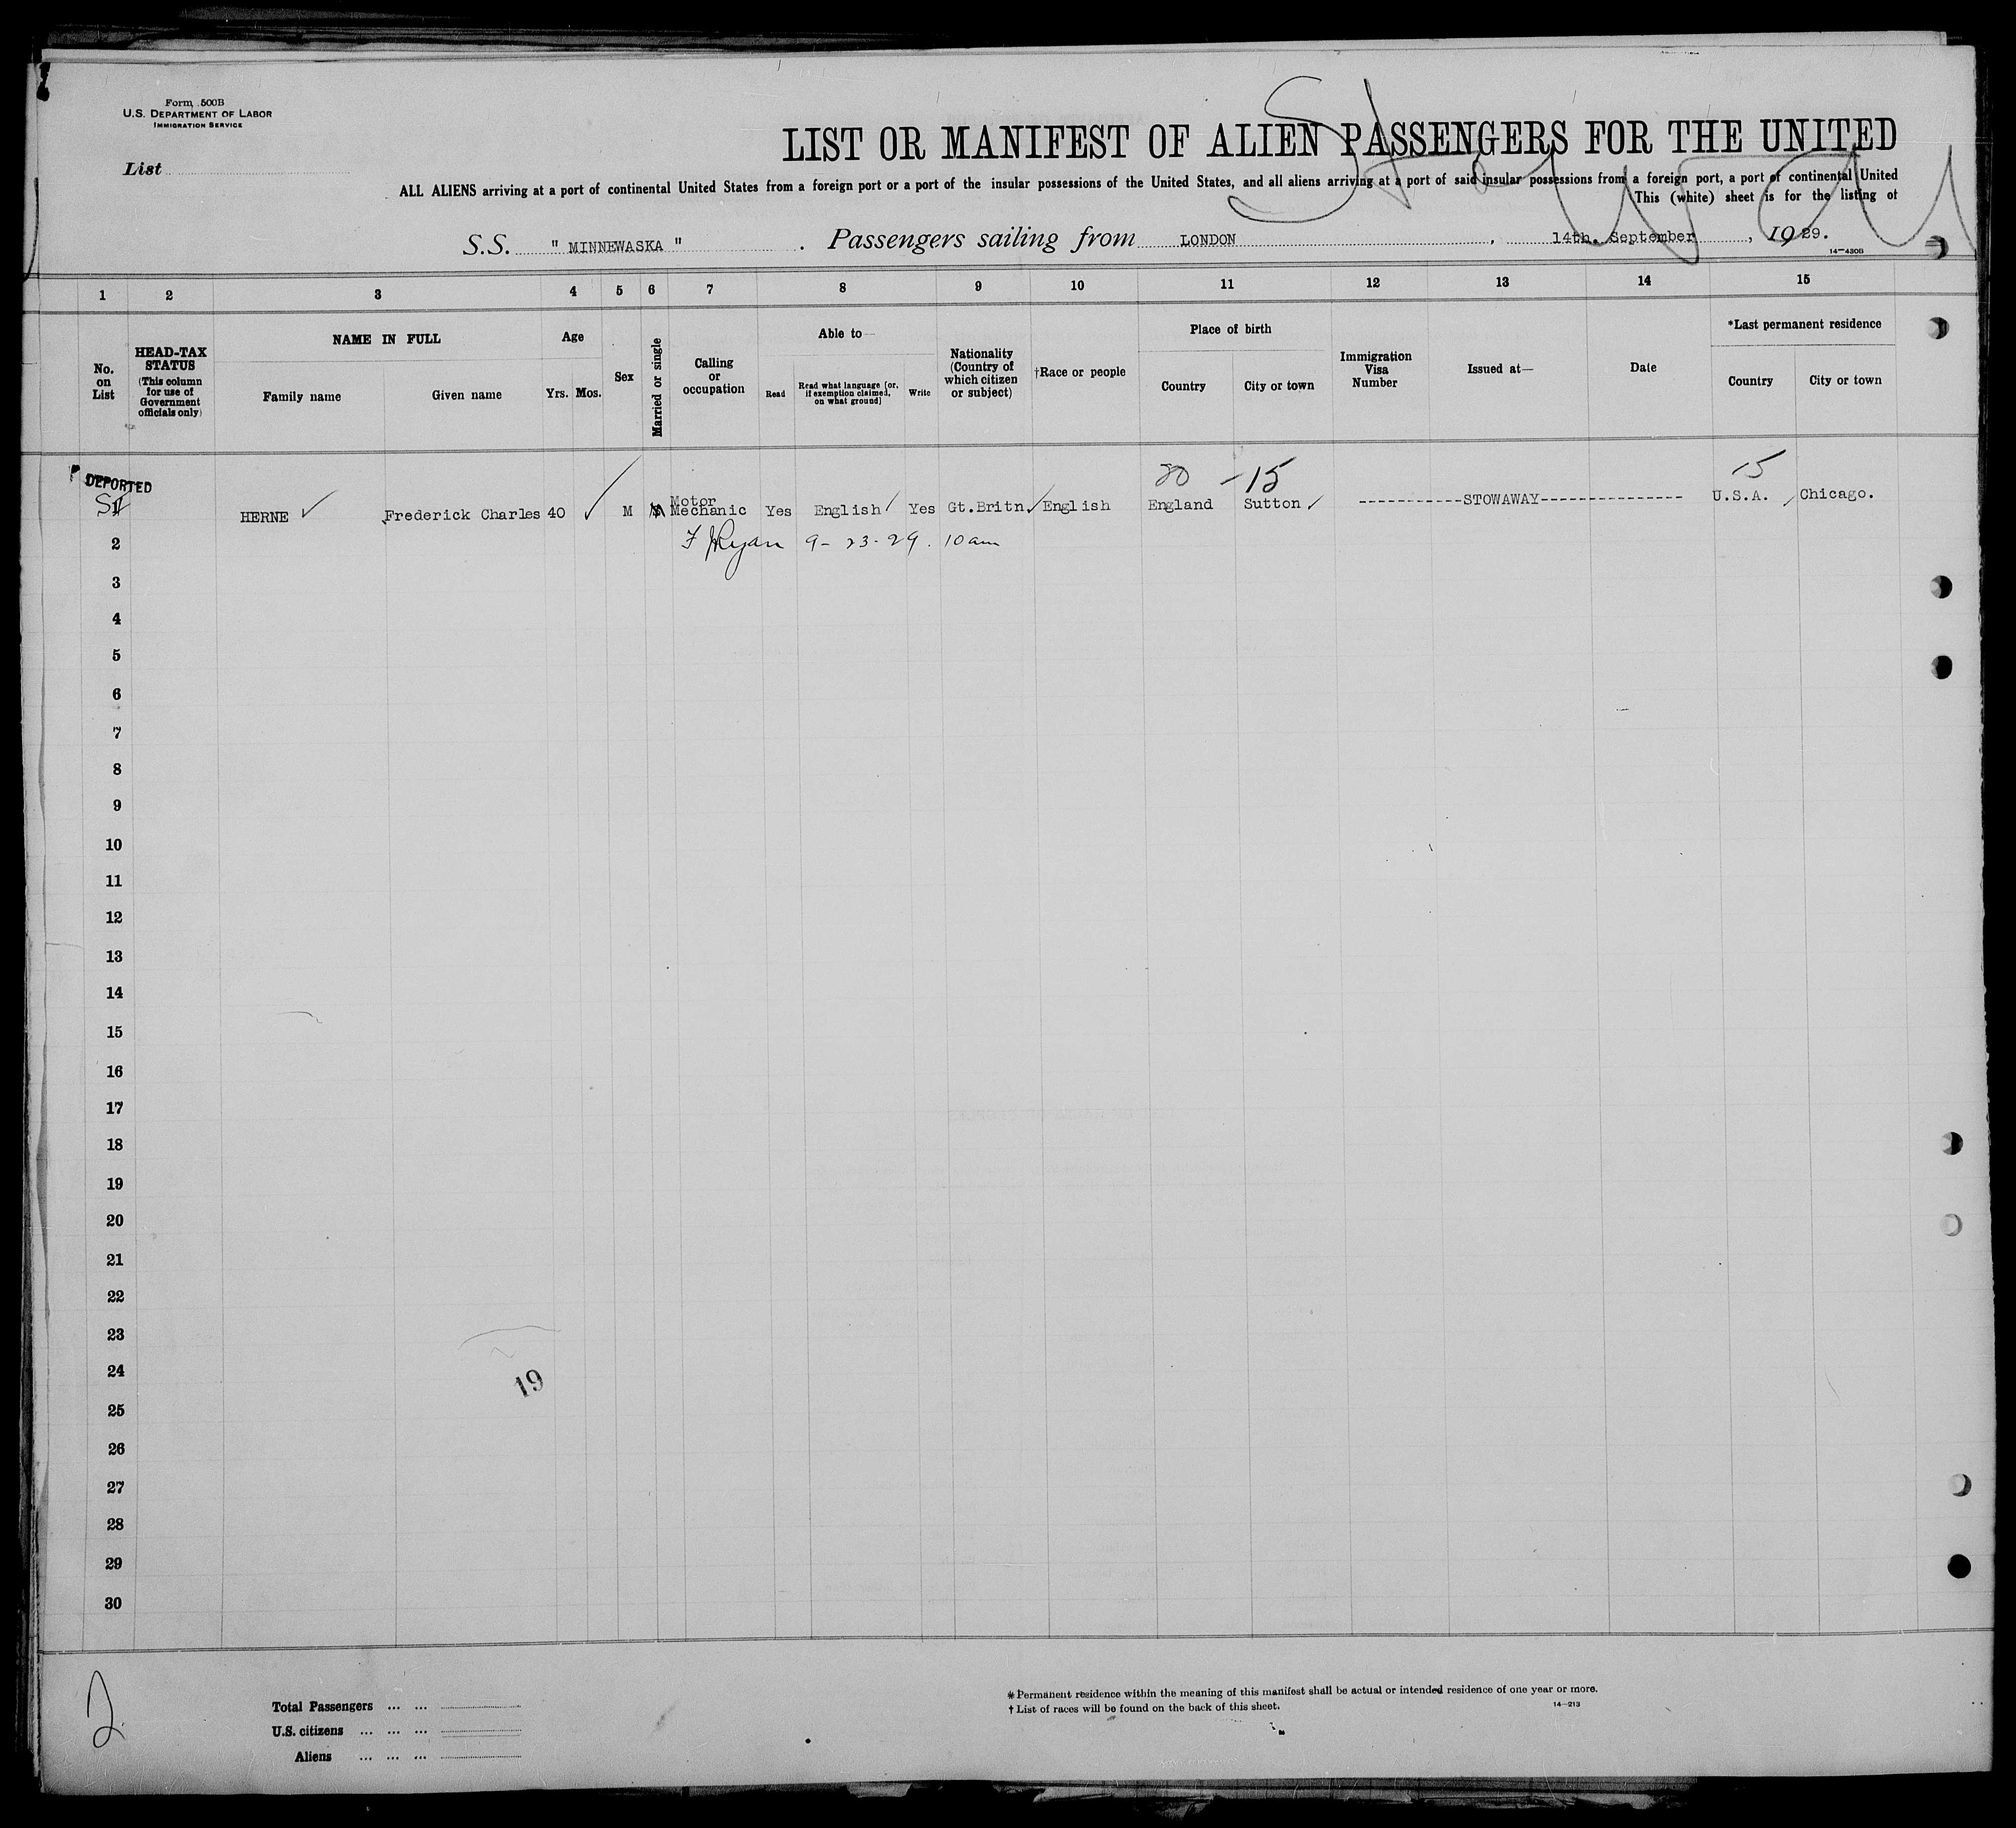 Form 500B
U.S. DEPARTMENT OF LABOR
IMMIGRATION SERVICE
List
LIST OR MANIFEST OF ALIEN PASSENGERS FOR THE UNITED
ALL ALIENS arriving at a port of continental United States from a foreign port or a port of the insular possessions of the United States, and all aliens arriving at a port of said insular possessions from a foreign port, a port of continental United
This (white) sheet is for the listing of
S.S. " MINNEWASKA " . Passengers sailing from LONDON , 14th. September , 1929.
14—430B
1 2 3 4 5 6 7 8 9 10 11 12 13 14 15
No. on List
HEAD-TAX STATUS (This column for use of Government officials only)
NAME IN FULL
Family name Given name
Age
Yrs. Mos.
Sex
Married or single
Calling or occupation
Able to—
Read Read what language (or, if exemption claimed, on what ground) Write
Nationality (Country of which citizen or subject)
†Race or people
Place of birth
Country City or town
Immigration Visa Number
Issued at—
Date
*Last permanent residence
Country City or town
DEPORTED
80 -15 15
1 HERNE Frederick Charles 40 M Motor Mechanic Yes English Yes Gt.Britn. English England Sutton -----------STOWAWAY--------------- U.S.A. Chicago.
2 F J Ryan 9-23-29. 10am
3
4
5
6
7
8
9
10
11
12
13
14
15
16
17
18
19
20
21
22
23
24
19
25
26
27
28
29
30
2
Total Passengers ... ...
U.S. citizens ... ... ...
Aliens ... ... ...
* Permanent residence within the meaning of this manifest shall be actual or intended residence of one year or more.
† List of races will be found on the back of this sheet.
14—213